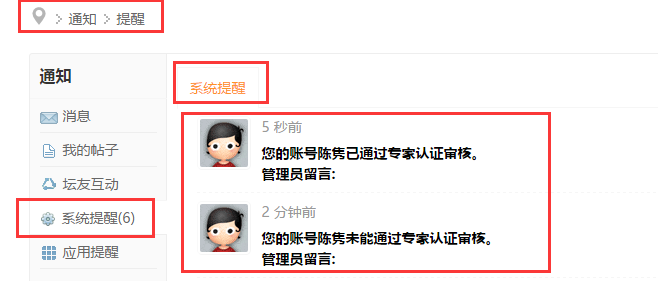 > 通知 > 提醒
通知
系统提醒
消息
我的帖子
坛友互动
系统提醒(6)
应用提醒
5 秒前
您的账号陈隽已通过专家认证审核。
管理员留言:
2 分钟前
您的账号陈隽未能通过专家认证审核。
管理员留言: